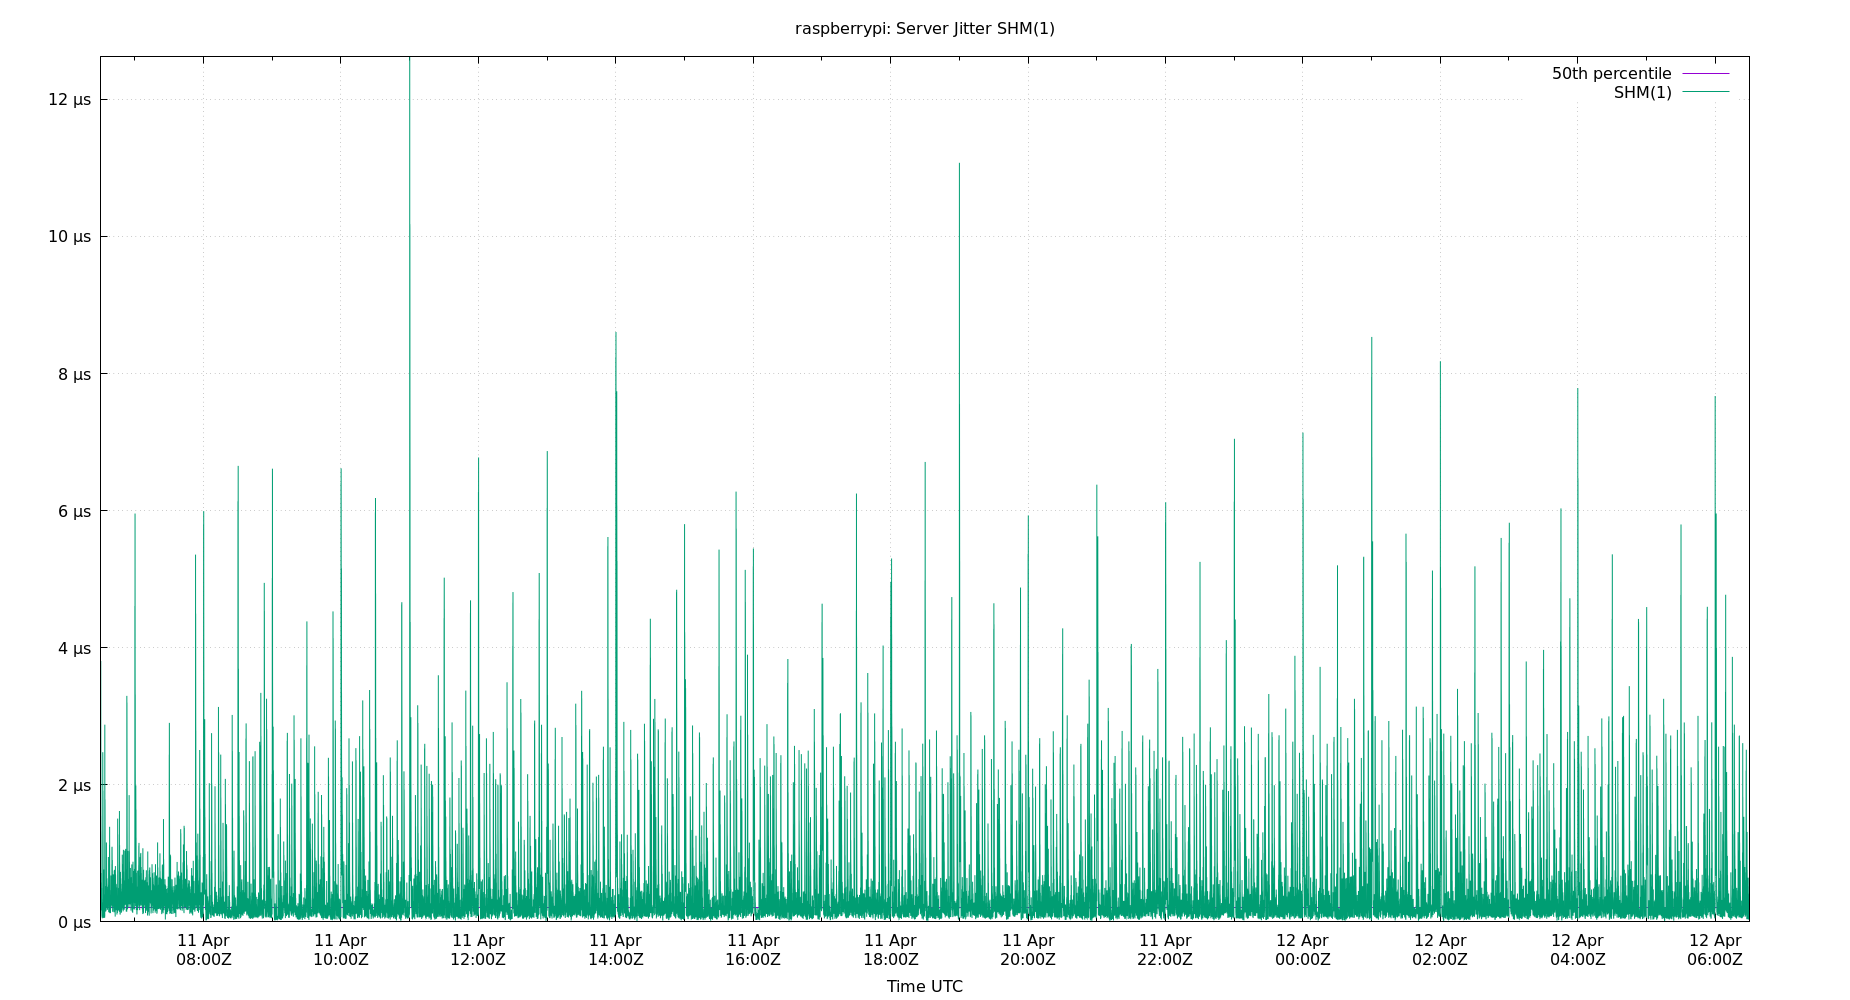 raspberrypi: Server Jitter SHM(1)
50th percentile
SHM(1)
12 µs
10 µs
8 µs
6 µs
4 µs
2 µs
0 µs
11 Apr 11 Apr 11 Apr 11 Apr 11 Apr 11 Apr 11 Apr 11 Apr 12 Apr 12 Apr 12 Apr 12 Apr
08:00Z 10:00Z 12:00Z 14:00Z 16:00Z 18:00Z 20:00Z 22:00Z 00:00Z 02:00Z 04:00Z 06:00Z
Time UTC